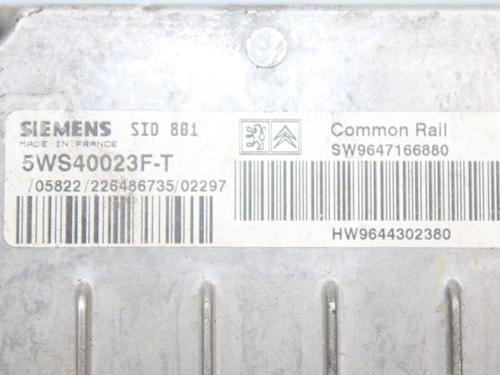 SIEMENS SID 801
MADE IN FRANCE
5WS40023F-T
/05822/226486735/02297
Common Rail
SW9647166880
HW9644302380